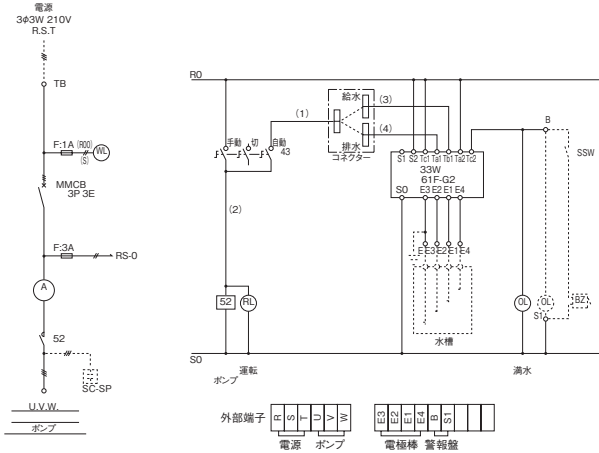 電源
3φ3W 210V
R.S.T
TB
F:1A (R00)
(S)
WL
MMCB
3P 3E
F:3A
RS-0
A
52
SC-SP
U.V.W.
ポンプ
R0
手動 切 自動
43
(1)
(2)
給水
排水
コネクター
(3)
(4)
S1 S2 Tc1 Ta1 Tb1 Ta2 Tc2
33W
61F-G2
S0 E3 E2 E1 E4
E E3 E2 E1 E4
水槽
52
RL
OL
OL
B
SSW
BZ
S1
S0
運転
ポンプ
満水
外部端子
R S T U V W
電源 ポンプ
E3 E2 E1 E4 B S1
電極棒 警報盤